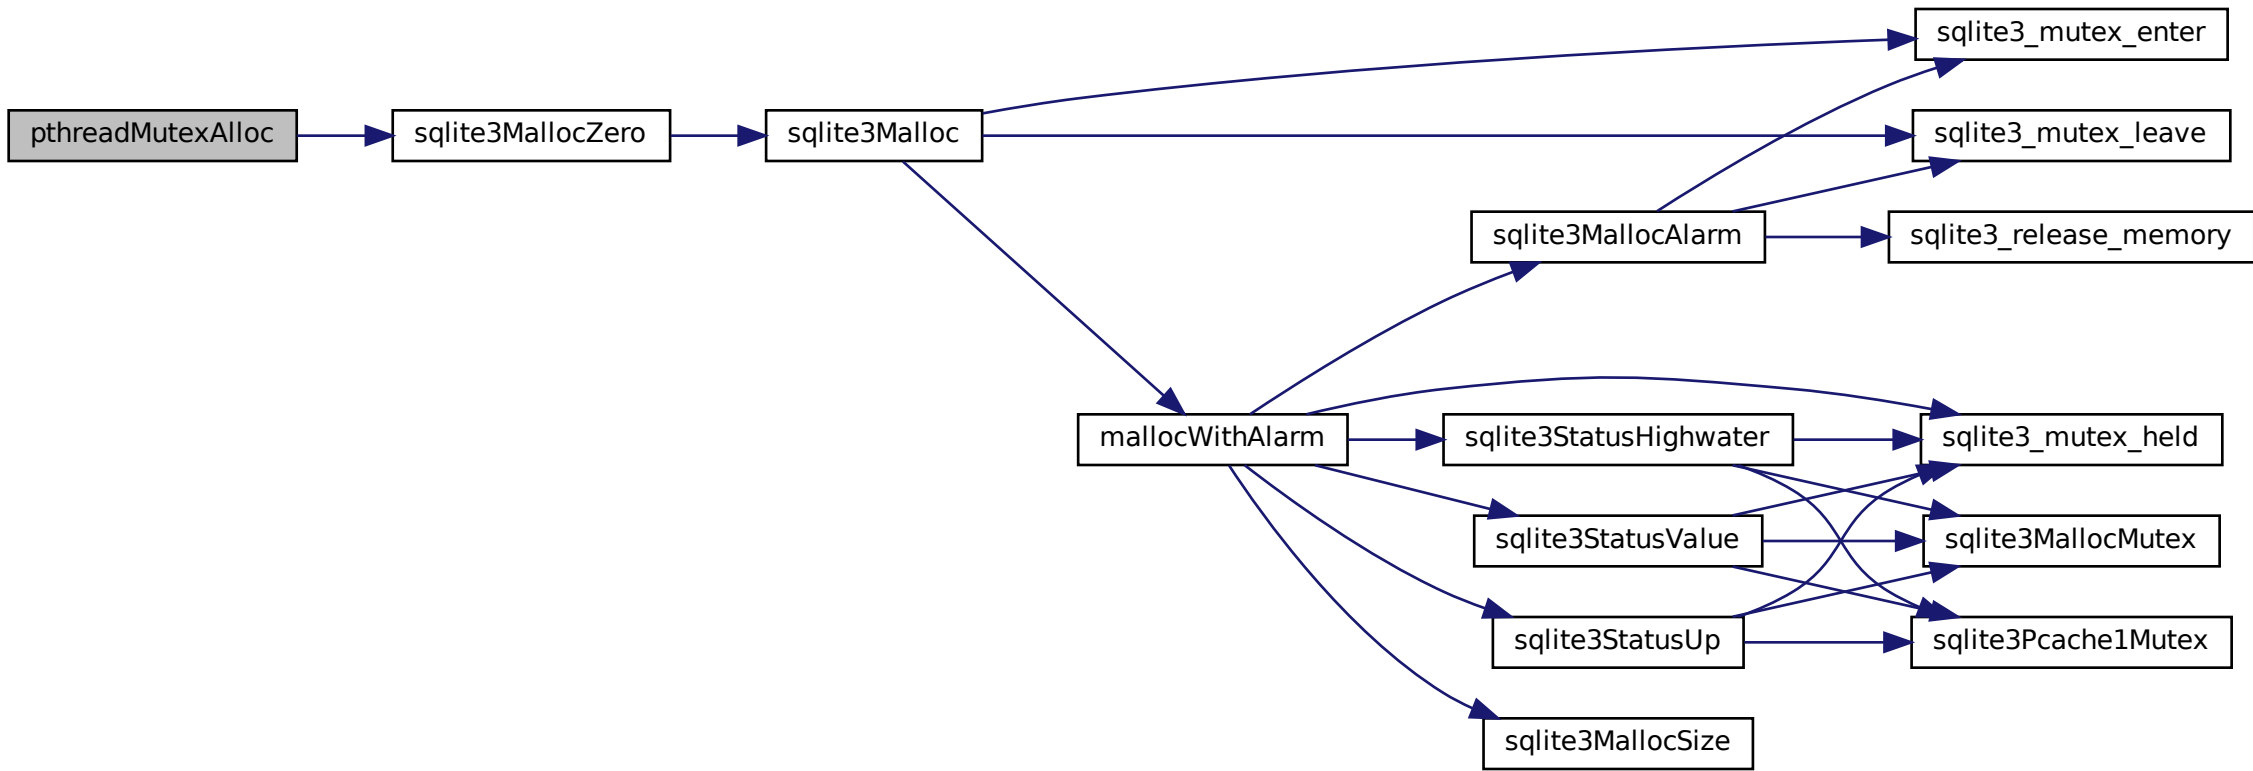 sqlite3_mutex_enter
pthreadMutexAlloc
sqlite3MallocZero
sqlite3Malloc
sqlite3_mutex_leave
sqlite3MallocAlarm
sqlite3_release_memory
mallocWithAlarm
sqlite3StatusHighwater
sqlite3_mutex_held
sqlite3StatusValue
sqlite3MallocMutex
sqlite3StatusUp
sqlite3Pcache1Mutex
sqlite3MallocSize